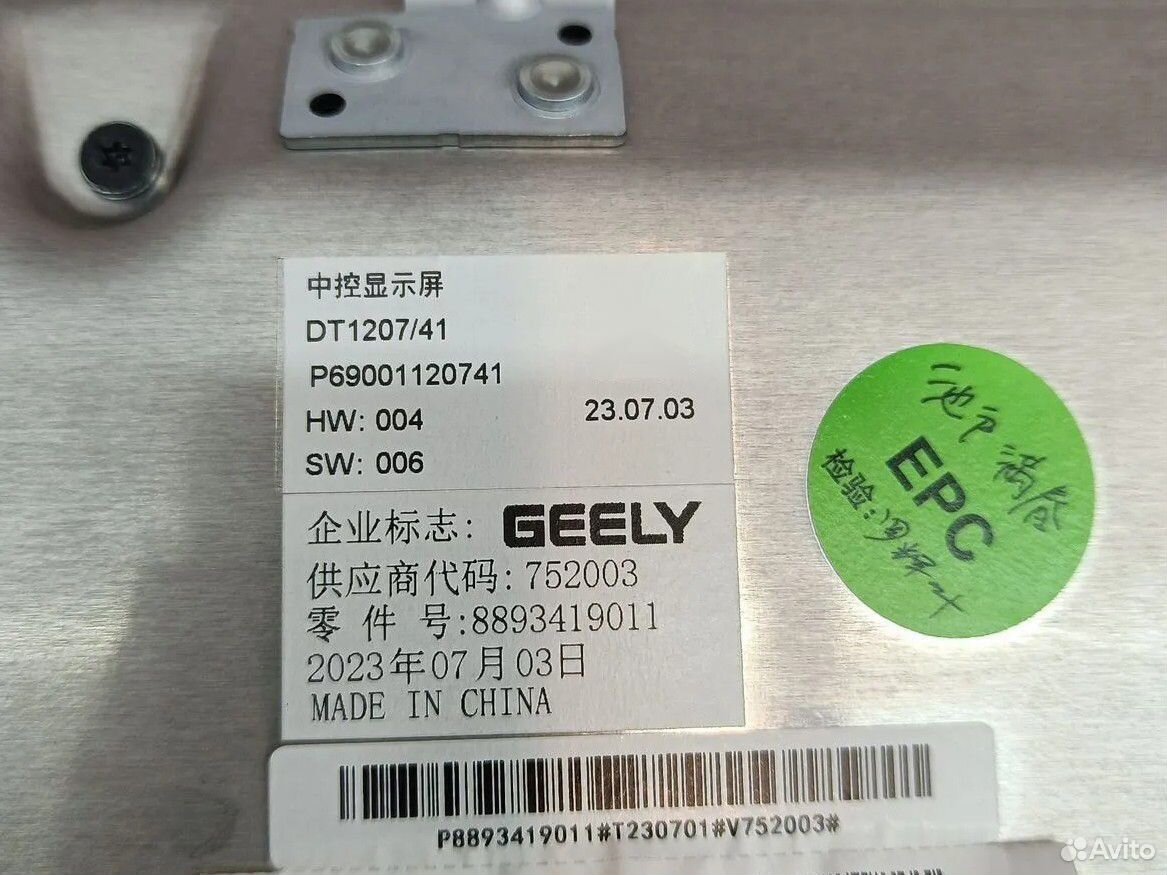 中控显示屏
DT1207/41
P69001120741
HW: 004
23.07.03
SW: 006
企业标志: GEELY
供应商代码: 752003
零 件 号:8893419011
2023年07月03日
MADE IN CHINA
EPC
检验:
P8893419011#T230701#V752003#
Avito